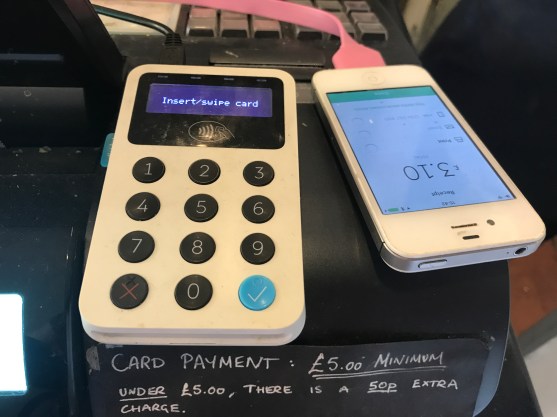 Insert/swipe card
1 2 3
4 5 6
7 8 9
0
£3.10
Receipt
CARD PAYMENT : £5.00 MINIMUM
UNDER £5.00, THERE IS A 50P EXTRA
CHARGE.